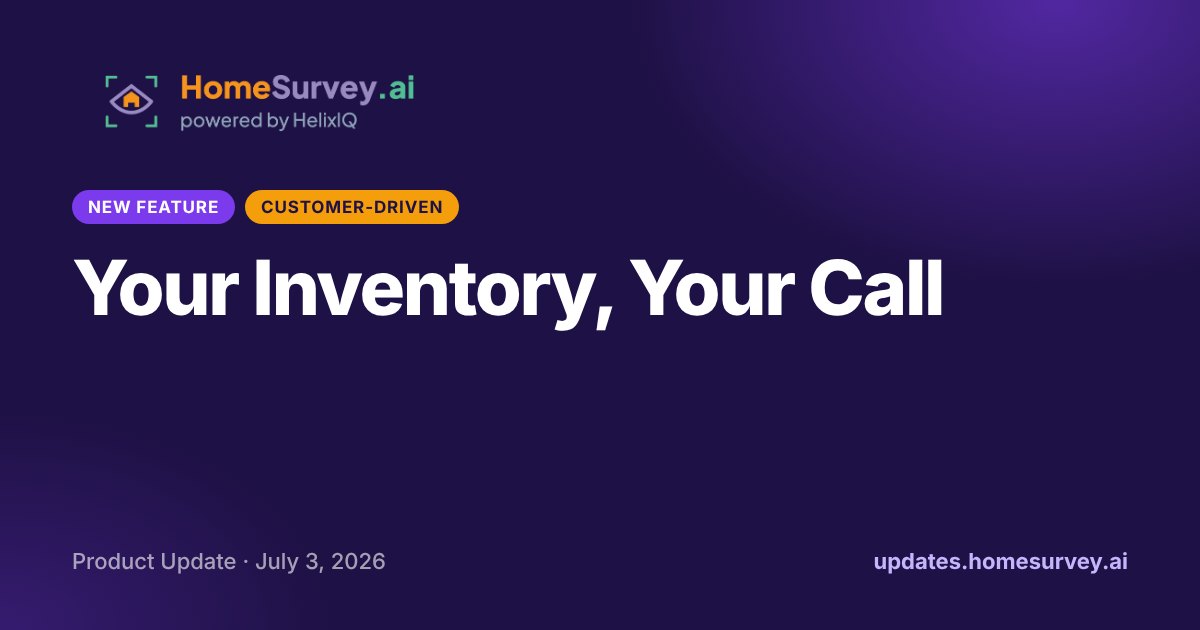 HomeSurvey.ai
powered by HelixIQ
NEW FEATURE
CUSTOMER-DRIVEN
Your Inventory, Your Call
Product Update · July 3, 2026
updates.homesurvey.ai